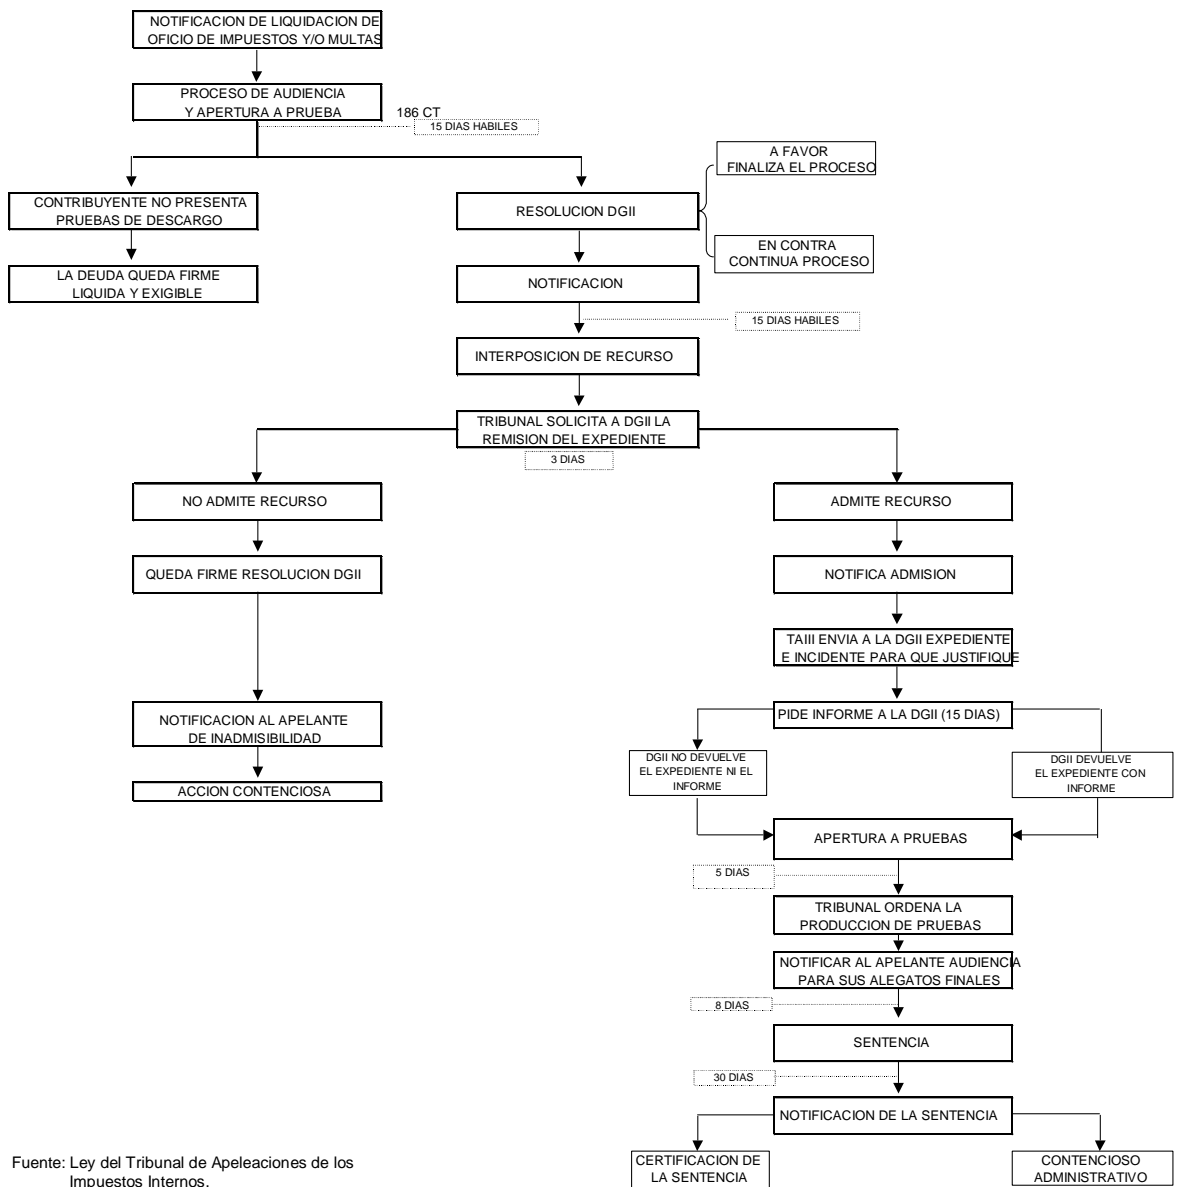 NOTIFICACION DE LIQUIDACION DE
OFICIO DE IMPUESTOS Y/O MULTAS
PROCESO DE AUDIENCIA
Y APERTURA A PRUEBA
186 CT
15 DIAS HABILES
A FAVOR
FINALIZA EL PROCESO
CONTRIBUYENTE NO PRESENTA
PRUEBAS DE DESCARGO
RESOLUCION DGII
EN CONTRA
CONTINUA PROCESO
LA DEUDA QUEDA FIRME
LIQUIDA Y EXIGIBLE
NOTIFICACION
15 DIAS HABILES
INTERPOSICION DE RECURSO
TRIBUNAL SOLICITA A DGII LA
REMISION DEL EXPEDIENTE
3 DIAS
NO ADMITE RECURSO
ADMITE RECURSO
QUEDA FIRME RESOLUCION DGII
NOTIFICA ADMISION
TAIII ENVIA A LA DGII EXPEDIENTE
E INCIDENTE PARA QUE JUSTIFIQUE
NOTIFICACION AL APELANTE
DE INADMISIBILIDAD
PIDE INFORME A LA DGII (15 DIAS)
DGII NO DEVUELVE
EL EXPEDIENTE NI EL
INFORME
DGII DEVUELVE
EL EXPEDIENTE CON
INFORME
ACCION CONTENCIOSA
APERTURA A PRUEBAS
5 DIAS
TRIBUNAL ORDENA LA
PRODUCCION DE PRUEBAS
NOTIFICAR AL APELANTE AUDIENCIA
PARA SUS ALEGATOS FINALES
8 DIAS
SENTENCIA
30 DIAS
NOTIFICACION DE LA SENTENCIA
CERTIFICACION DE
LA SENTENCIA
CONTENCIOSO
ADMINISTRATIVO
Fuente: Ley del Tribunal de Apeleaciones de los
Impuestos Internos.